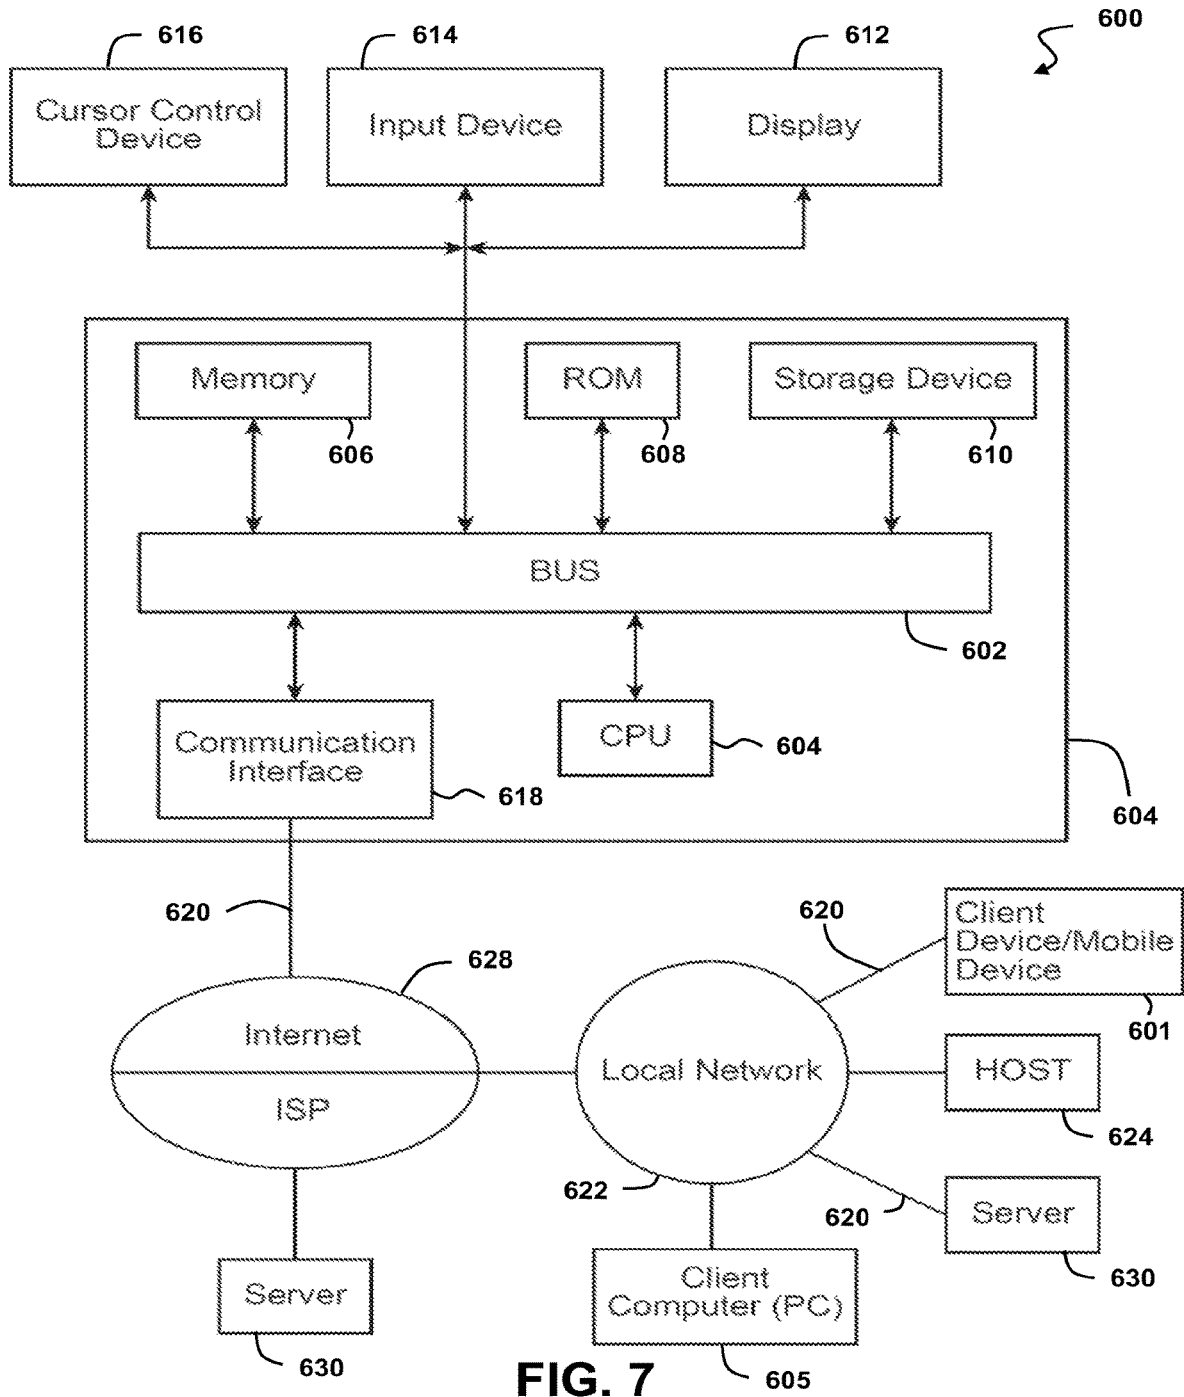 616
614
612
600
Cursor Control
Device
Input Device
Display
Memory
ROM
Storage Device
606
608
610
BUS
602
Communication
Interface
CPU
604
618
604
620
620
Client
Device/Mobile
Device
601
628
Internet
ISP
Local Network
HOST
624
622
620
Server
630
Server
630
Client
Computer (PC)
605
FIG. 7